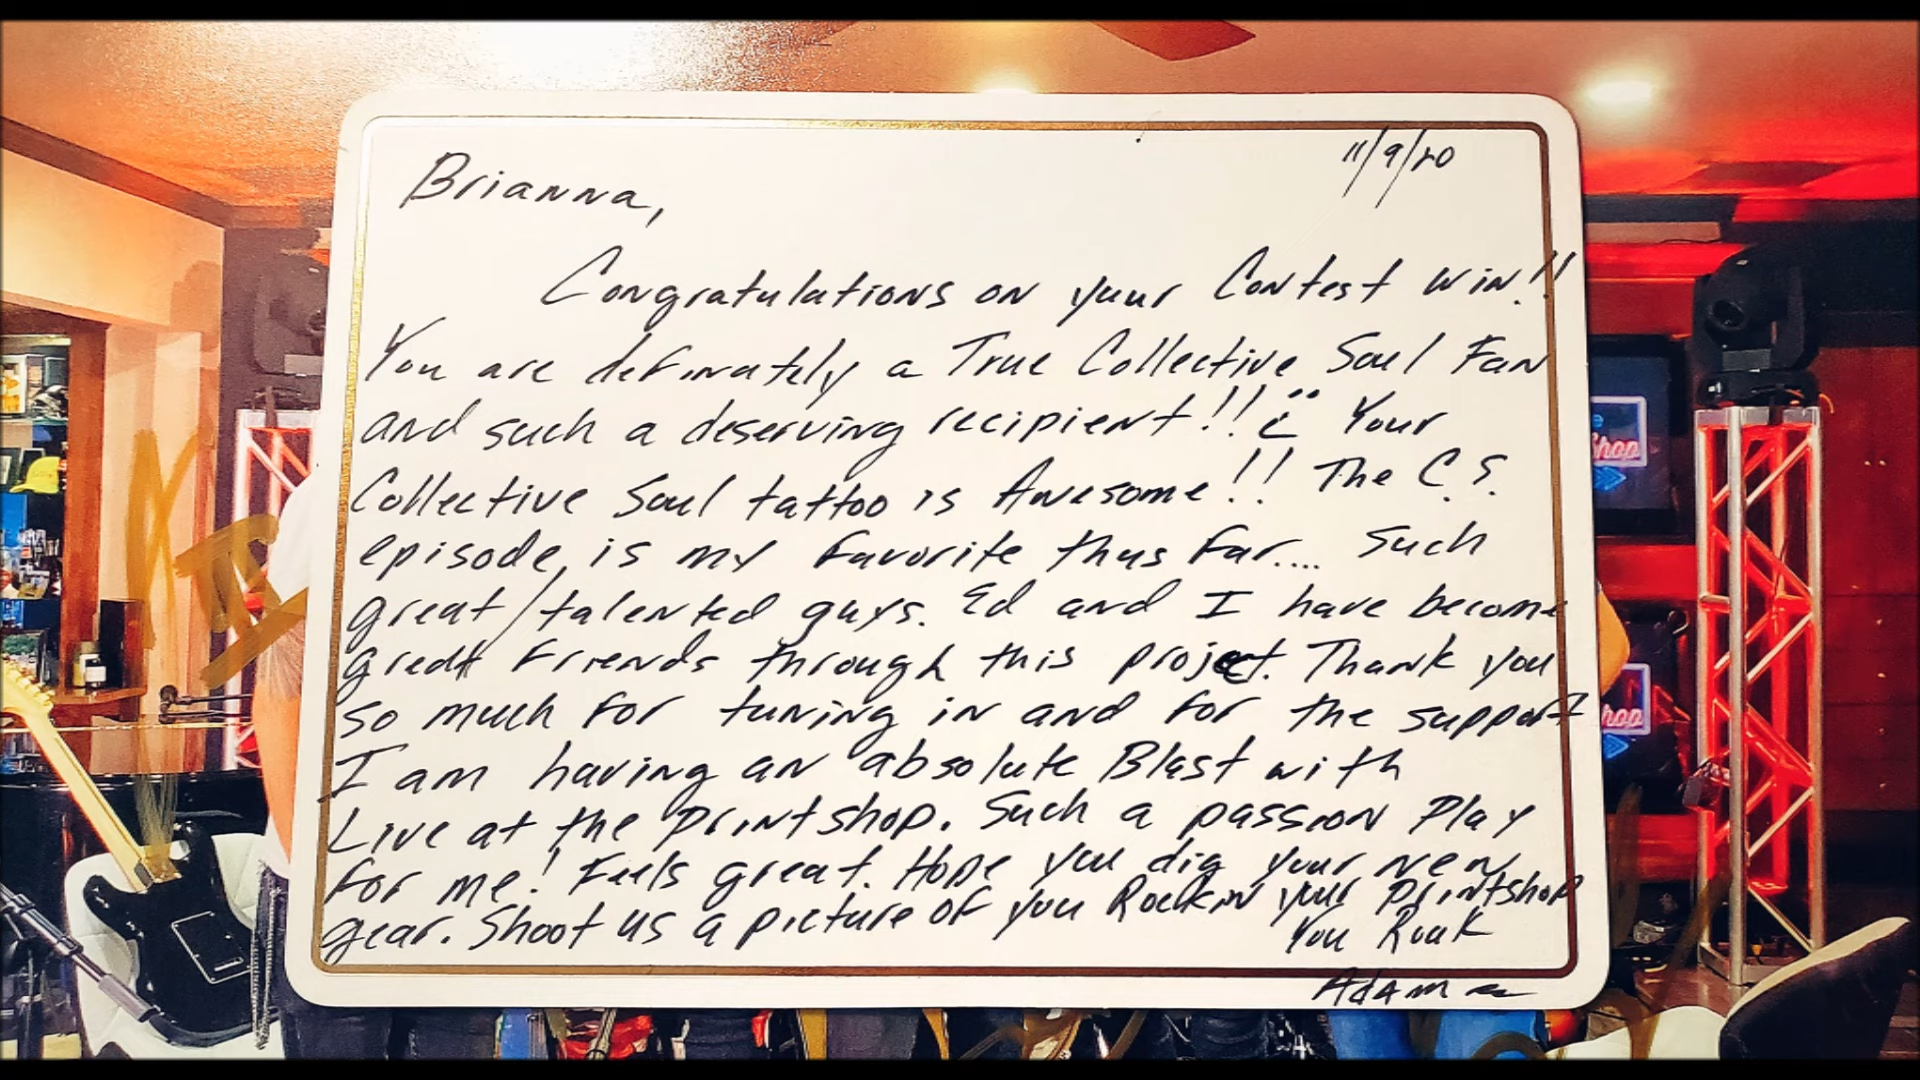 11/9/20
Brianna,
Congratulations on your Contest win!!
You are definately a True Collective Soul Fan
and such a deserving recipient!! Your
Collective Soul tattoo is Awesome!! The C.S.
episode is my favorite thus far.... Such
great/talented guys. Ed and I have become
great friends through this project. Thank you
so much for tuning in and for the support
I am having an absolute Blast with
Live at the Printshop. Such a passion Play
for me! Feels great. Hope you dig your new
gear. Shoot us a picture of you Rockin your printshop
You Rock
Adam
hop
hop